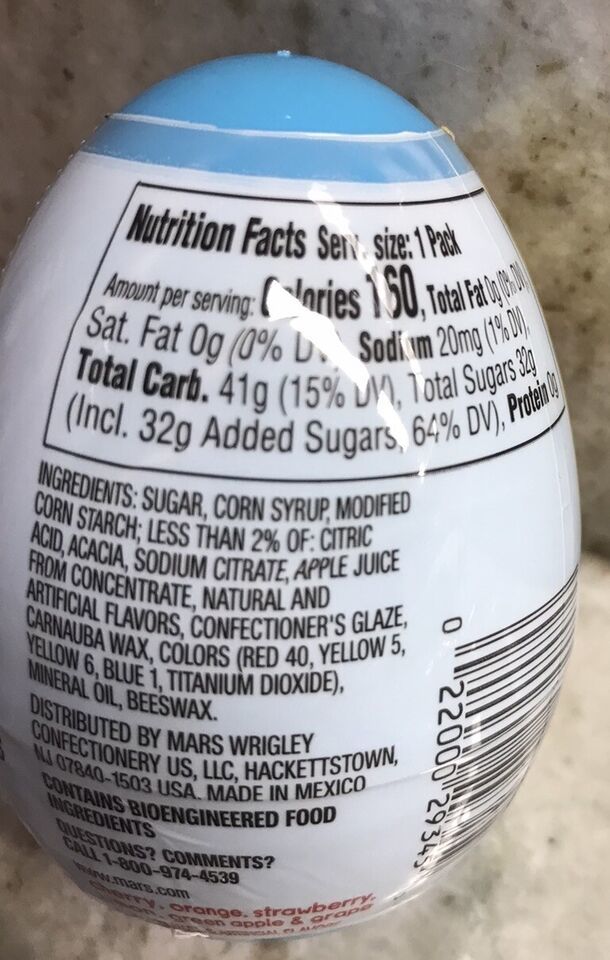 Nutrition Facts Serv. size: 1 Pack
Amount per serving: Calories 160, Total Fat 0g (0% DV),
Sat. Fat 0g (0% DV), Sodium 20mg (1% DV),
Total Carb. 41g (15% DV), Total Sugars 32g
(Incl. 32g Added Sugars, 64% DV), Protein 0g
INGREDIENTS: SUGAR, CORN SYRUP, MODIFIED
CORN STARCH; LESS THAN 2% OF: CITRIC
ACID, ACACIA, SODIUM CITRATE, APPLE JUICE
FROM CONCENTRATE, NATURAL AND
ARTIFICIAL FLAVORS, CONFECTIONER'S GLAZE,
CARNAUBA WAX, COLORS (RED 40, YELLOW 5,
YELLOW 6, BLUE 1, TITANIUM DIOXIDE),
MINERAL OIL, BEESWAX.
DISTRIBUTED BY MARS WRIGLEY
CONFECTIONERY US, LLC, HACKETTSTOWN,
NJ 07840-1503 USA. MADE IN MEXICO
CONTAINS BIOENGINEERED FOOD
INGREDIENTS
QUESTIONS? COMMENTS?
CALL 1-800-974-4539
www.mars.com
cherry, orange, strawberry,
green apple & grape
0 22000 2934